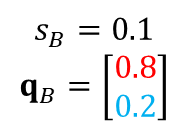 s_B = 0.1
q_B = [0.8
0.2]